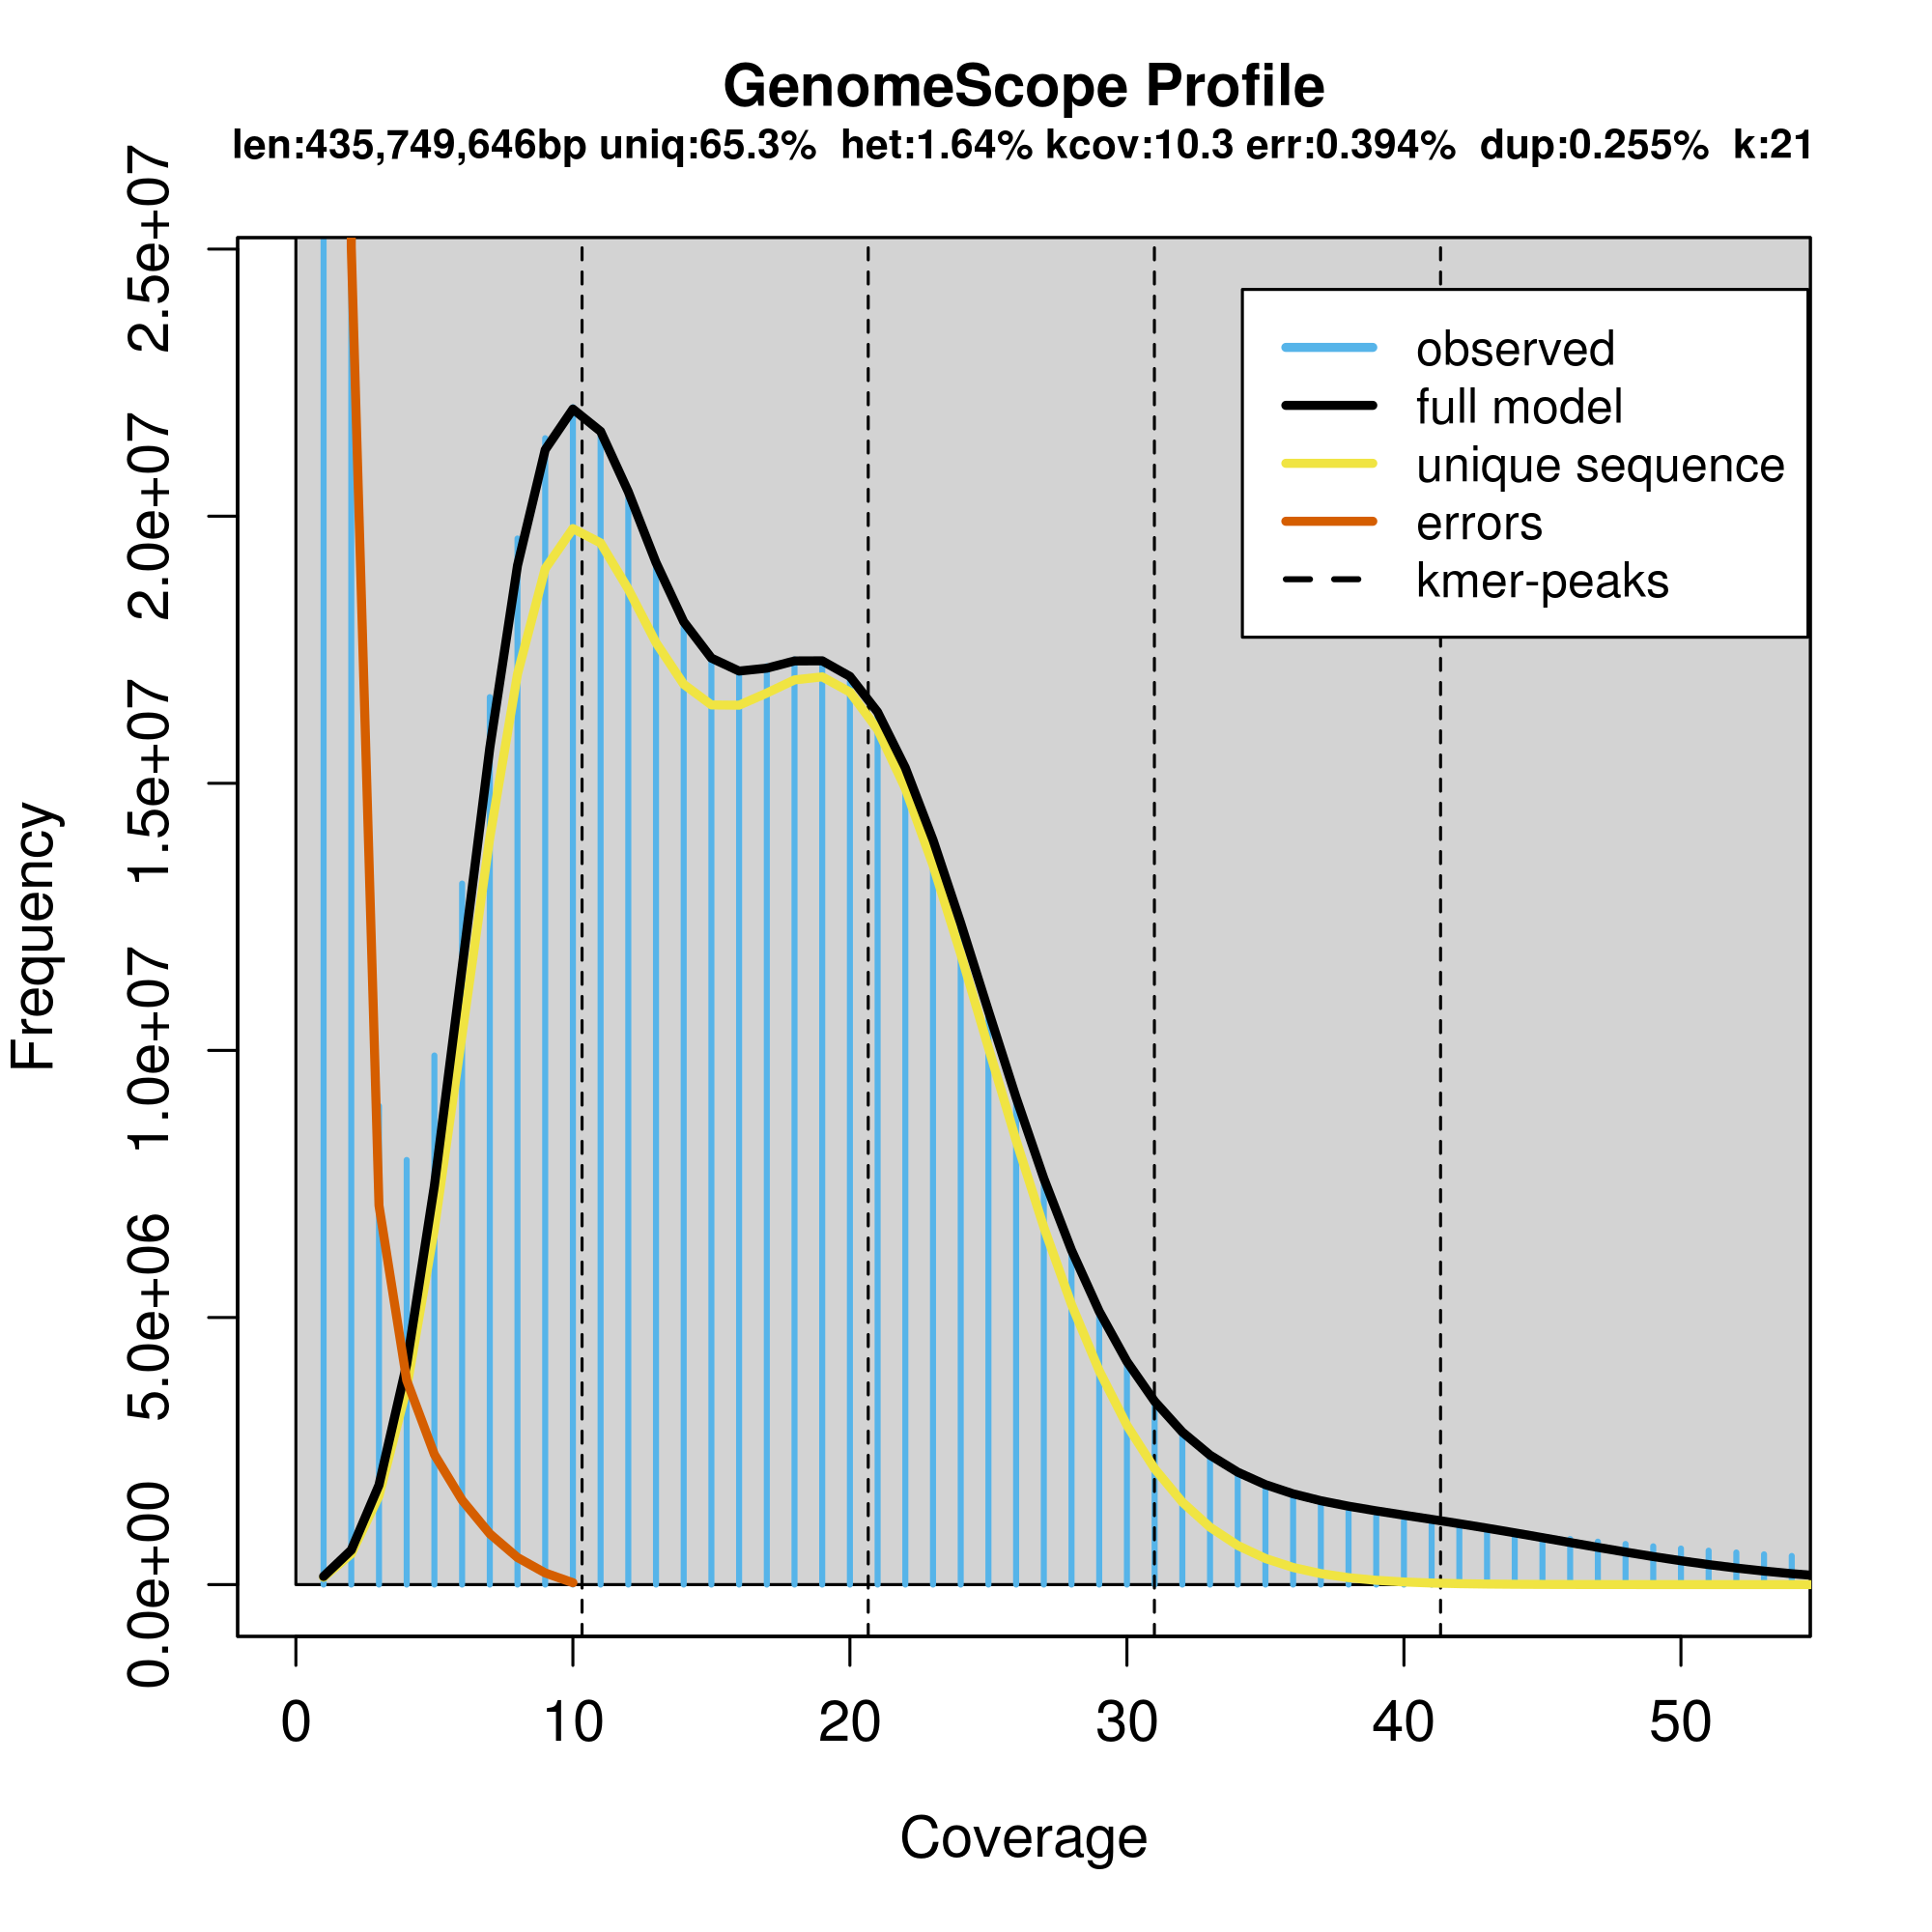 GenomeScope Profile
len:435,749,646bp uniq:65.3% het:1.64% kcov:10.3 err:0.394% dup:0.255% k:21
observed
full model
unique sequence
errors
kmer-peaks
Frequency
2.5e+07
2.0e+07
1.5e+07
1.0e+07
5.0e+06
0.0e+00
0 10 20 30 40 50
Coverage